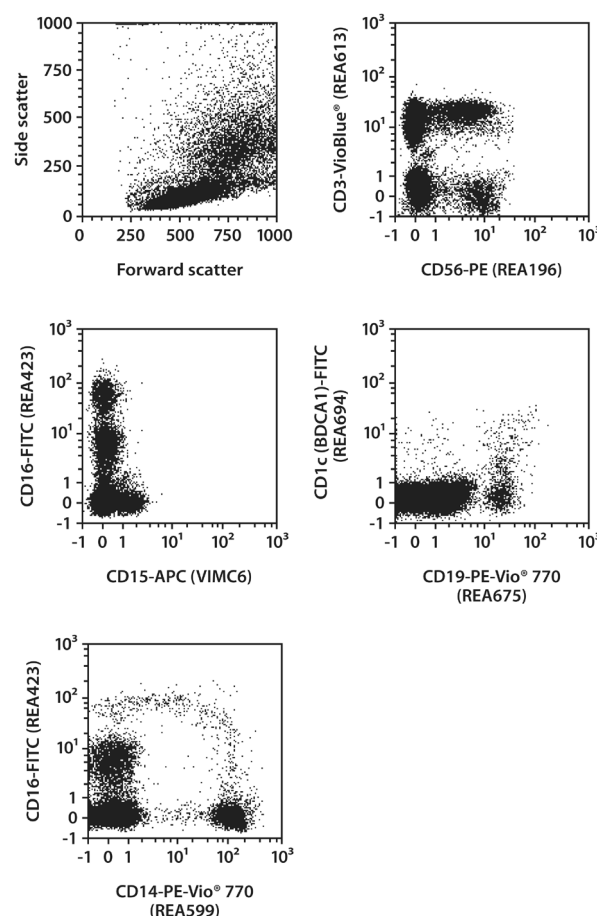 1000
750
500
250
0
Side scatter
0 250 500 750 1000
Forward scatter
10³
10²
10¹
1
0
-1
CD3-VioBlue® (REA613)
-1 0 1 10¹ 10² 10³
CD56-PE (REA196)
10³
10²
10¹
1
0
-1
CD16-FITC (REA423)
-1 0 1 10¹ 10² 10³
CD15-APC (VIMC6)
10³
10²
10¹
1
0
-1
CD1c (BDCA1)-FITC
(REA694)
-1 0 1 10¹ 10² 10³
CD19-PE-Vio® 770
(REA675)
10³
10²
10¹
1
0
-1
CD16-FITC (REA423)
-1 0 1 10¹ 10² 10³
CD14-PE-Vio® 770
(REA599)